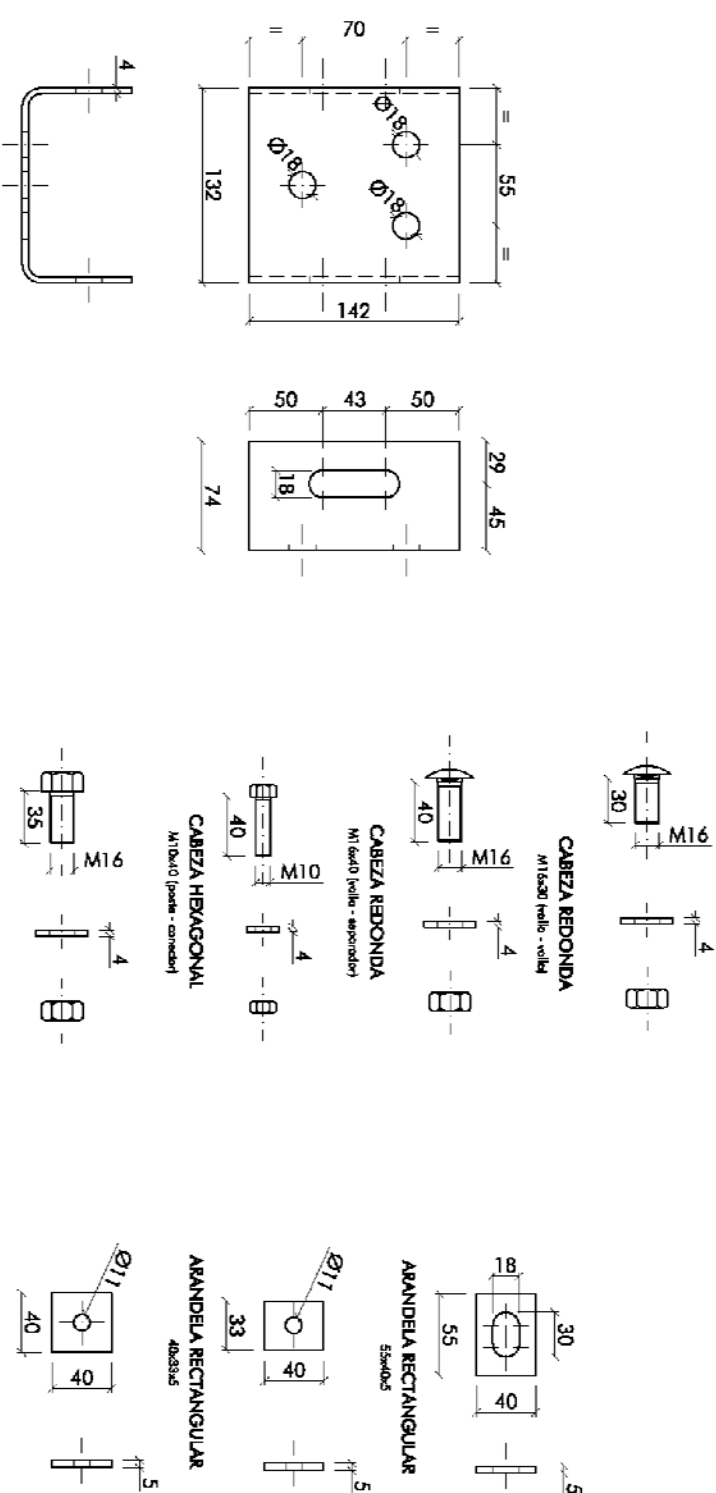 = 70 =
4
Ø18
Ø18
Ø18
132
=
55
=
142
50 43 50
29
45
18
74
30
M16
4
CABEZA REDONDA
M16x30 (valla - valla)
40
M16
4
CABEZA REDONDA
M16x40 (valla - separador)
40
M10
4
CABEZA HEXAGONAL
M10x40 (poste - conector)
35
M16
4
18
30
55
40
5
ARANDELA RECTANGULAR
55x40x5
Ø11
33
40
5
ARANDELA RECTANGULAR
40x33x5
Ø11
40
40
5